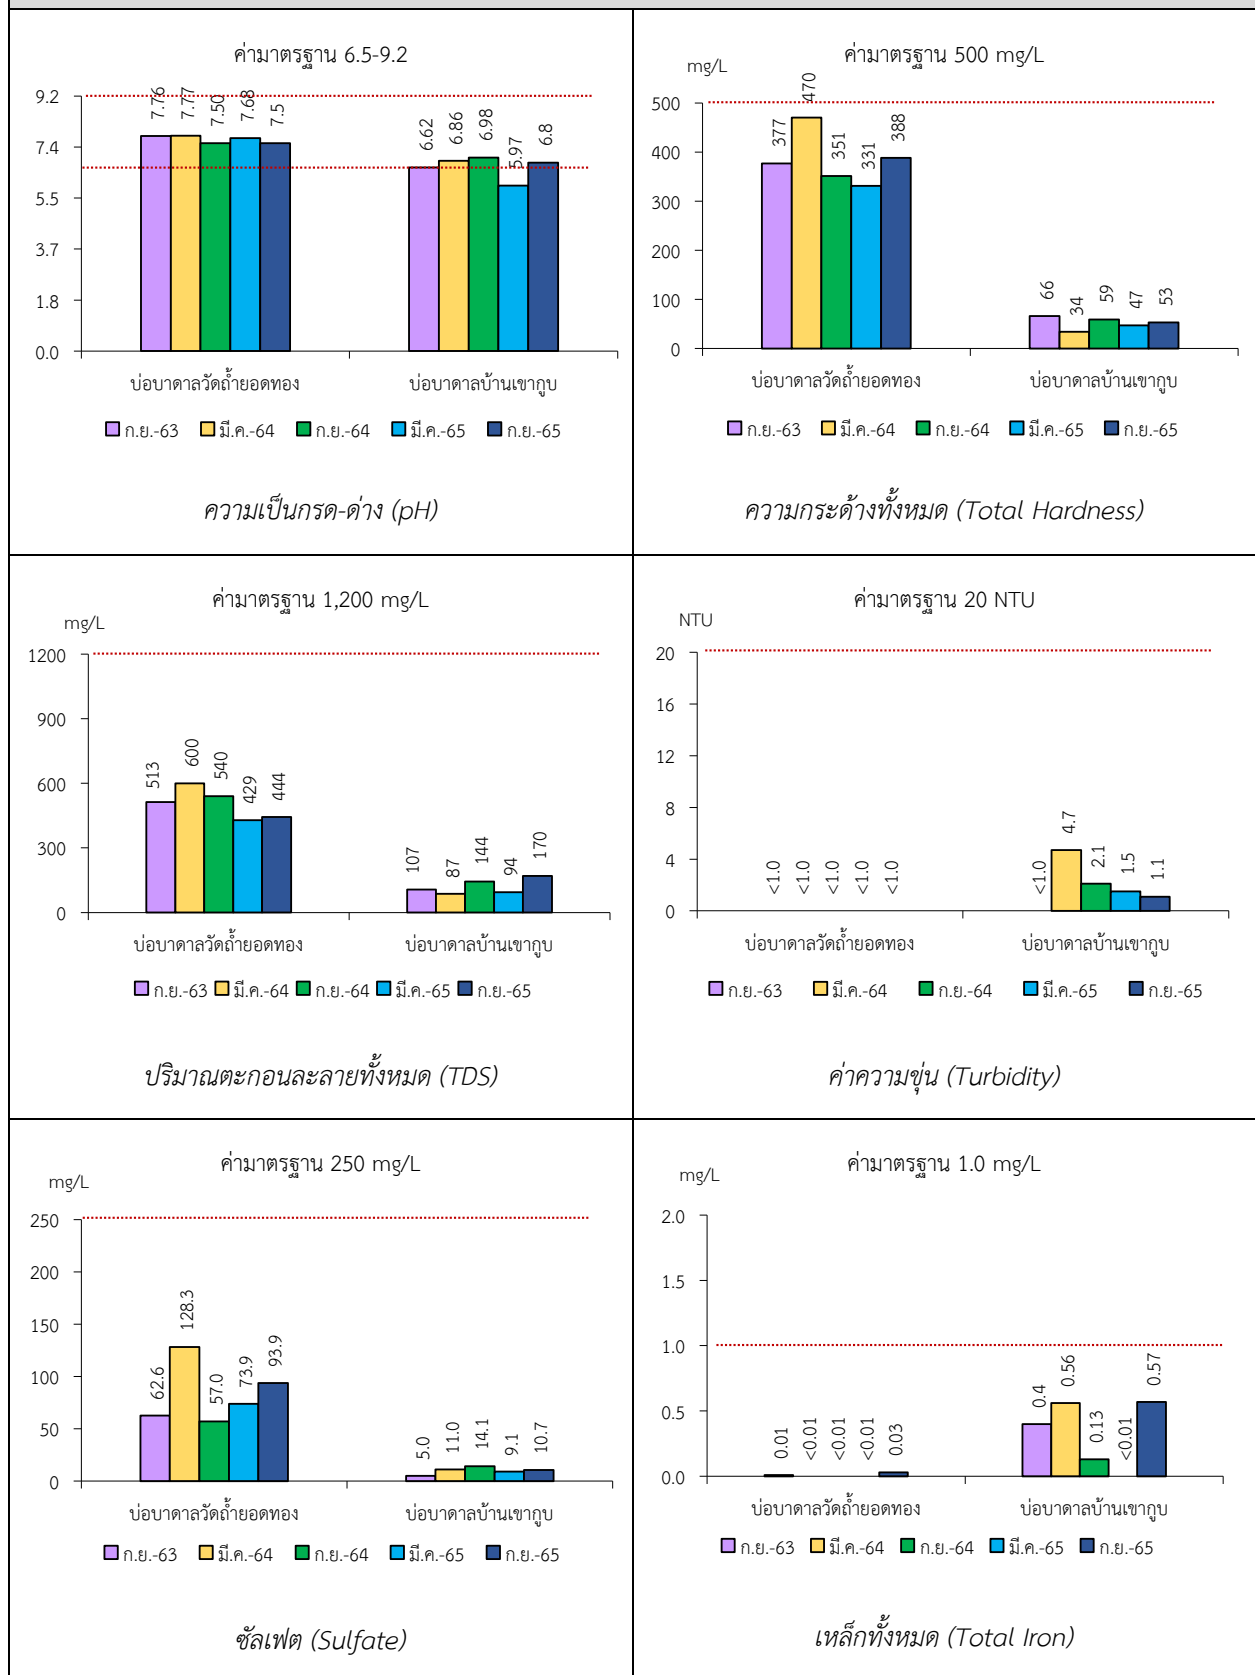 ค่ามาตรฐาน 6.5-9.2
9.2
7.4
5.5
3.7
1.8
0.0
7.76
7.77
7.50
7.68
7.5
6.62
6.86
6.98
5.97
6.8
บ่อบาดาลวัดถ้ำยอดทอง
บ่อบาดาลบ้านเขากูบ
ก.ย.-63 มี.ค.-64 ก.ย.-64 มี.ค.-65 ก.ย.-65
ความเป็นกรด-ด่าง (pH)
ค่ามาตรฐาน 500 mg/L
mg/L
500
400
300
200
100
0
377
470
351
331
388
66
34
59
47
53
บ่อบาดาลวัดถ้ำยอดทอง
บ่อบาดาลบ้านเขากูบ
ก.ย.-63 มี.ค.-64 ก.ย.-64 มี.ค.-65 ก.ย.-65
ความกระด้างทั้งหมด (Total Hardness)
ค่ามาตรฐาน 1,200 mg/L
mg/L
1200
900
600
300
0
513
600
540
429
444
107
87
144
94
170
บ่อบาดาลวัดถ้ำยอดทอง
บ่อบาดาลบ้านเขากูบ
ก.ย.-63 มี.ค.-64 ก.ย.-64 มี.ค.-65 ก.ย.-65
ปริมาณตะกอนละลายทั้งหมด (TDS)
ค่ามาตรฐาน 20 NTU
NTU
20
16
12
8
4
0
<1.0
<1.0
<1.0
<1.0
<1.0
<1.0
4.7
2.1
1.5
1.1
บ่อบาดาลวัดถ้ำยอดทอง
บ่อบาดาลบ้านเขากูบ
ก.ย.-63 มี.ค.-64 ก.ย.-64 มี.ค.-65 ก.ย.-65
ค่าความขุ่น (Turbidity)
ค่ามาตรฐาน 250 mg/L
mg/L
250
200
150
100
50
0
62.6
128.3
57.0
73.9
93.9
5.0
11.0
14.1
9.1
10.7
บ่อบาดาลวัดถ้ำยอดทอง
บ่อบาดาลบ้านเขากูบ
ก.ย.-63 มี.ค.-64 ก.ย.-64 มี.ค.-65 ก.ย.-65
ซัลเฟต (Sulfate)
ค่ามาตรฐาน 1.0 mg/L
mg/L
2.0
1.5
1.0
0.5
0.0
0.01
<0.01
<0.01
<0.01
0.03
0.4
0.56
0.13
<0.01
0.57
บ่อบาดาลวัดถ้ำยอดทอง
บ่อบาดาลบ้านเขากูบ
ก.ย.-63 มี.ค.-64 ก.ย.-64 มี.ค.-65 ก.ย.-65
เหล็กทั้งหมด (Total Iron)